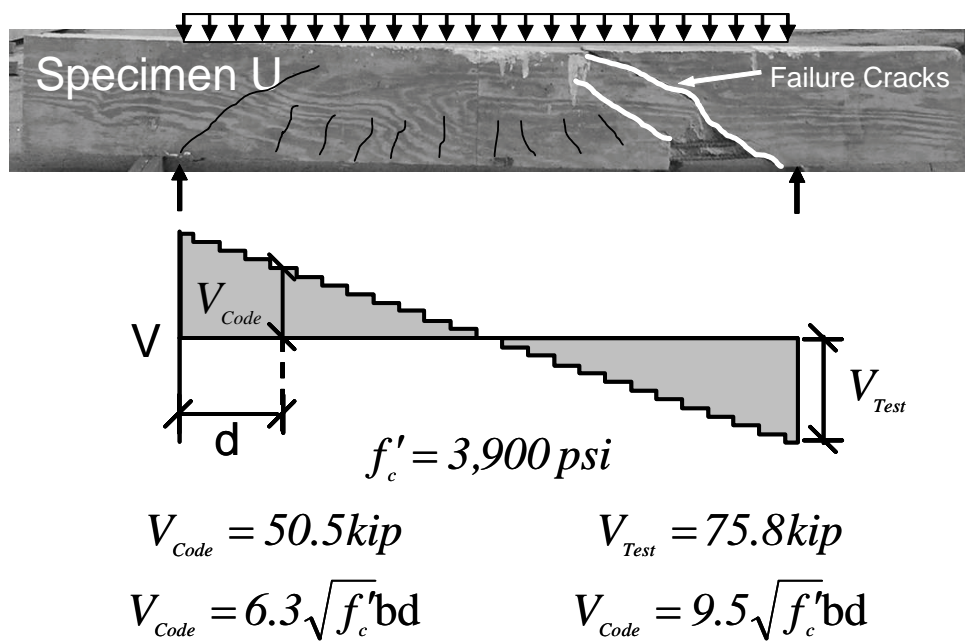 Specimen U
Failure Cracks
V_Code
V
V_Test
d
f'_c = 3,900 psi
V_Code = 50.5kip
V_Test = 75.8kip
V_Code = 6.3√f'_c bd
V_Code = 9.5√f'_c bd